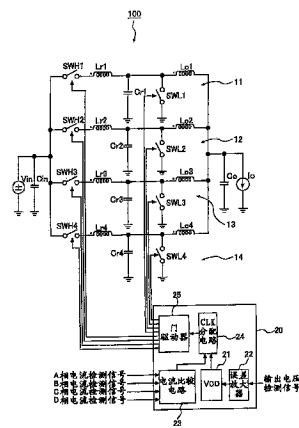 100
SWH1
Lr1
Lo1
11
Cr1
SWL1
SWH2
Lr2
Lo2
12
Cr2
SWL2
Vin
Cin
SWH3
Lr3
Lo3
Co
Io
Cr3
SWL3
13
SWH4
Lr4
Lo4
Cr4
SWL4
14
25
门
驱动器
CLK
分配
电路
24
20
21
22
VCO
误差
放大
器
输出电压
检测信号
A相电流检测信号
B相电流检测信号
C相电流检测信号
D相电流检测信号
电流比较
电路
23